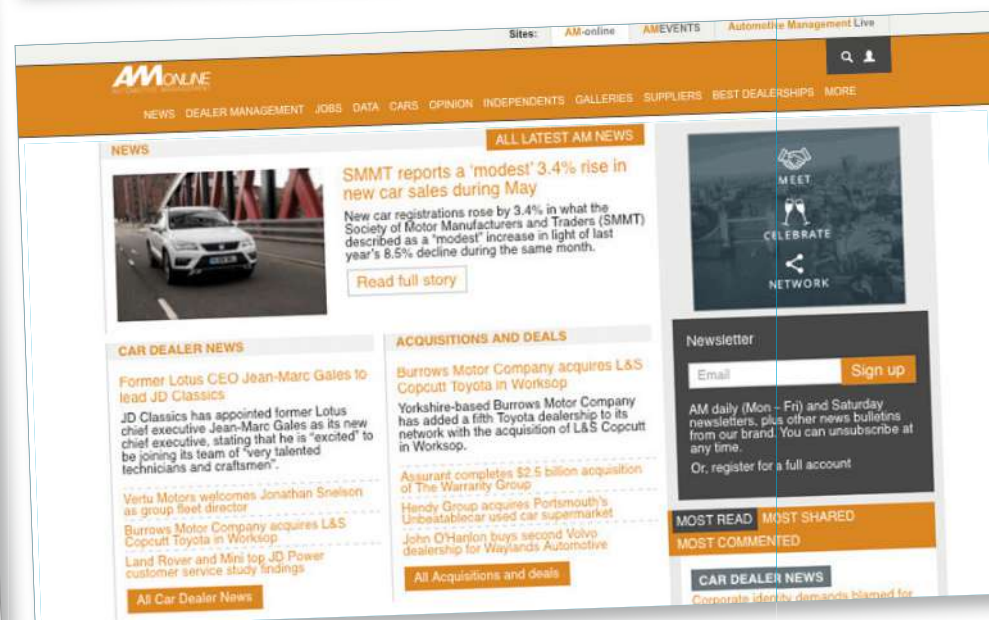 Sites: AM-online AMEVENTS Automotive Management Live
AMONLINE
AUTOMOTIVE MANAGEMENT
NEWS DEALER MANAGEMENT JOBS DATA CARS OPINION INDEPENDENTS GALLERIES SUPPLIERS BEST DEALERSHIPS MORE
NEWS
ALL LATEST AM NEWS
SMMT reports a ‘modest’ 3.4% rise in
new car sales during May
New car registrations rose by 3.4% in what the
Society of Motor Manufacturers and Traders (SMMT)
described as a “modest” increase in light of last
year’s 8.5% decline during the same month.
Read full story
CAR DEALER NEWS
Former Lotus CEO Jean-Marc Gales to
lead JD Classics
JD Classics has appointed former Lotus
chief executive Jean-Marc Gales as its new
chief executive, stating that he is “excited” to
be joining its team of “very talented
technicians and craftsmen”.
Vertu Motors welcomes Jonathan Snelson
as group fleet director
Burrows Motor Company acquires L&S
Copcutt Toyota in Worksop
Land Rover and Mini top JD Power
customer service study findings
All Car Dealer News
ACQUISITIONS AND DEALS
Burrows Motor Company acquires L&S
Copcutt Toyota in Worksop
Yorkshire-based Burrows Motor Company
has added a fifth Toyota dealership to its
network with the acquisition of L&S Copcutt
in Worksop.
Assurant completes $2.5 billion acquisition
of The Warranty Group
Hendy Group acquires Portsmouth’s
Unbeatablecar used car supermarket
John O’Hanlon buys second Volvo
dealership for Waylands Automotive
All Acquisitions and deals
MEET
CELEBRATE
NETWORK
Newsletter
Email
Sign up
AM daily (Mon – Fri) and Saturday
newsletters, plus other news bulletins
from our brand. You can unsubscribe at
any time.
Or, register for a full account
MOST READ MOST SHARED
MOST COMMENTED
CAR DEALER NEWS
Corporate identity demands blamed for